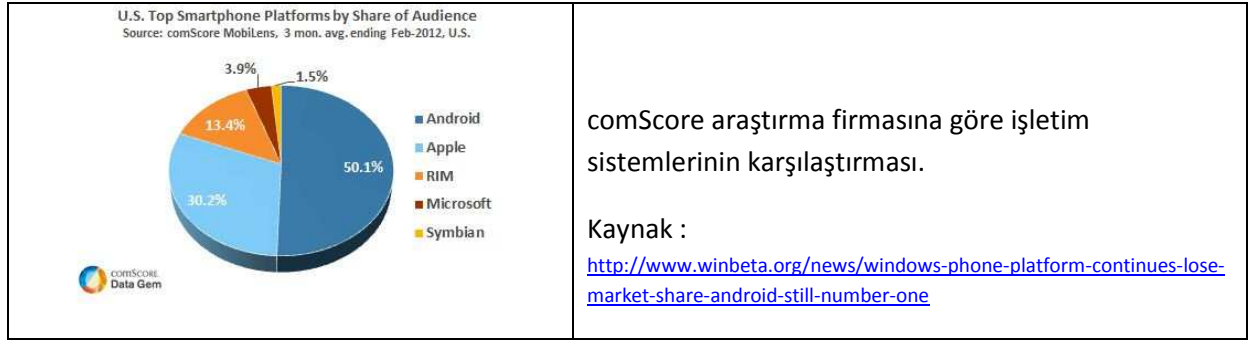 U.S. Top Smartphone Platforms by Share of Audience
Source: comScore MobiLens, 3 mon. avg. ending Feb-2012, U.S.
3.9%
1.5%
13.4%
50.1%
30.2%
Android
Apple
RIM
Microsoft
Symbian
comSCORE
Data Gem
comScore araştırma firmasına göre işletim
sistemlerinin karşılaştırması.
Kaynak :
http://www.winbeta.org/news/windows-phone-platform-continues-lose-
market-share-android-still-number-one